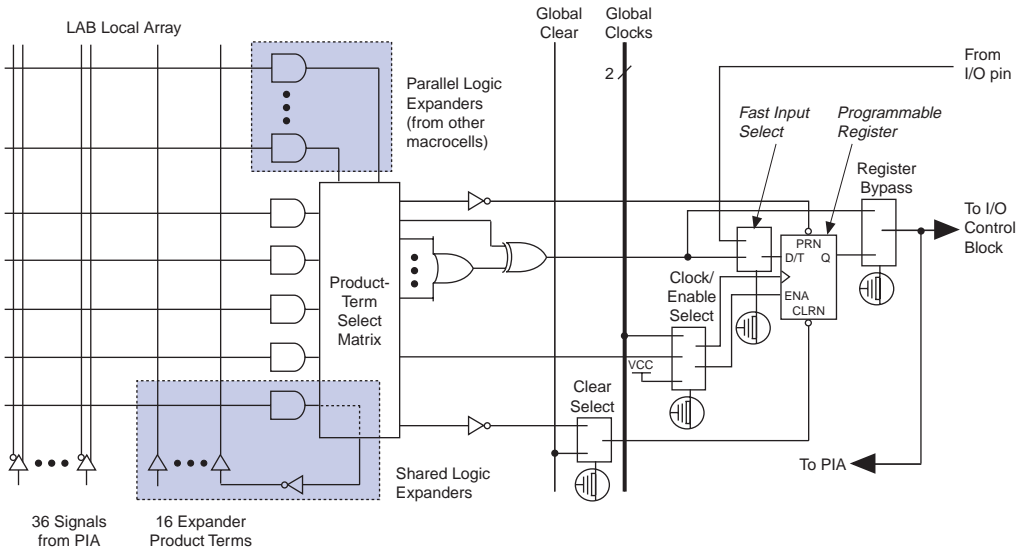 LAB Local Array
Global
Clear
Global
Clocks
2
From
I/O pin
Parallel Logic
Expanders
(from other
macrocells)
Fast Input
Select
Programmable
Register
Register
Bypass
To I/O
Control
Block
PRN
D/T Q
ENA
CLRN
Product-
Term
Select
Matrix
Clock/
Enable
Select
VCC
Clear
Select
To PIA
Shared Logic
Expanders
36 Signals
from PIA
16 Expander
Product Terms